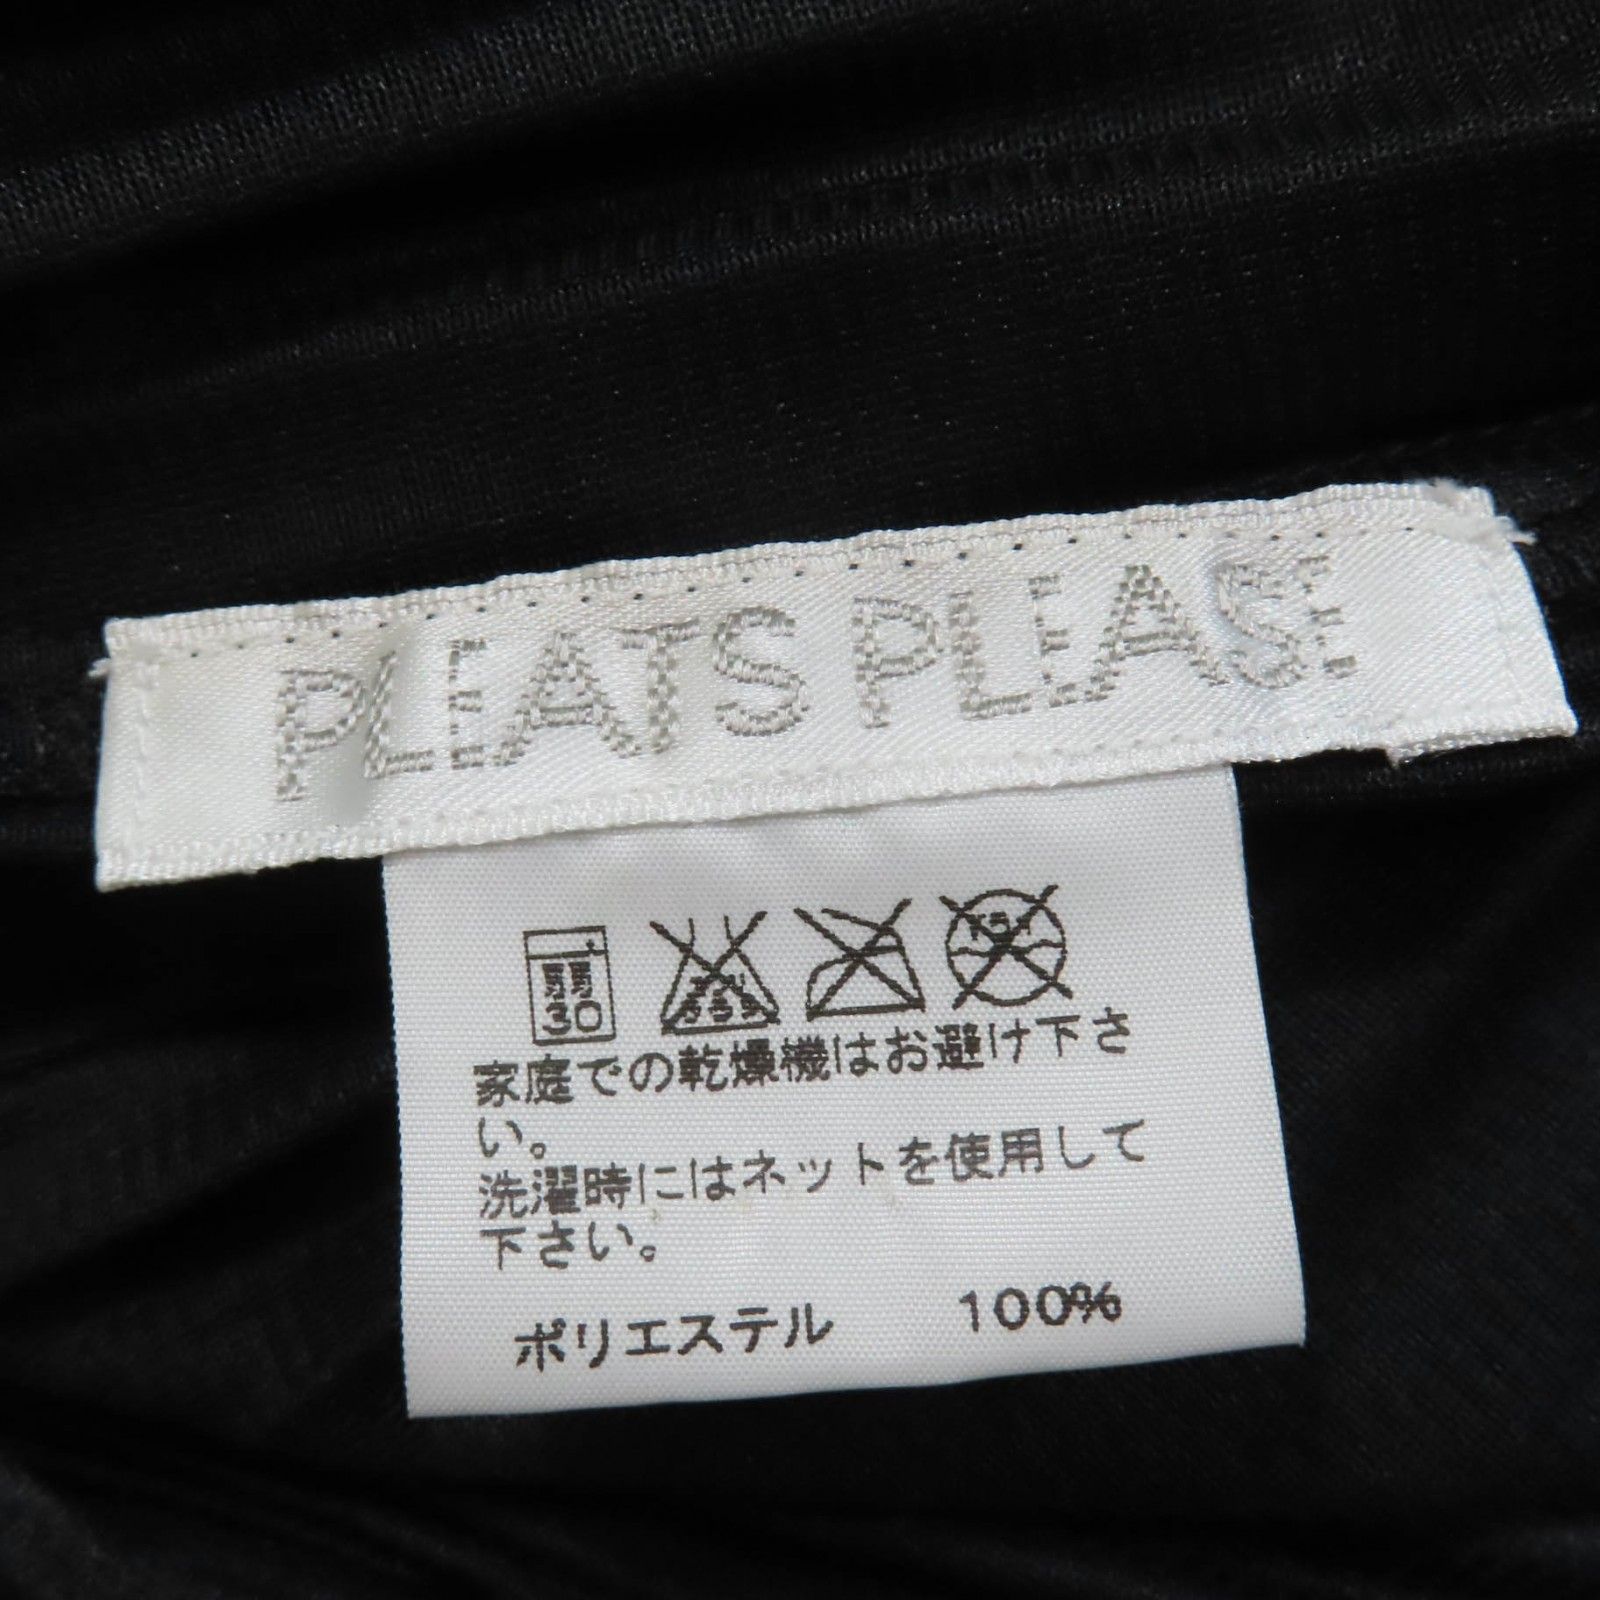 PLEATS PLEASE
弱
30
家庭での乾燥機はお避け下さ
い。
洗濯時にはネットを使用して
下さい。
ポリエステル 100%